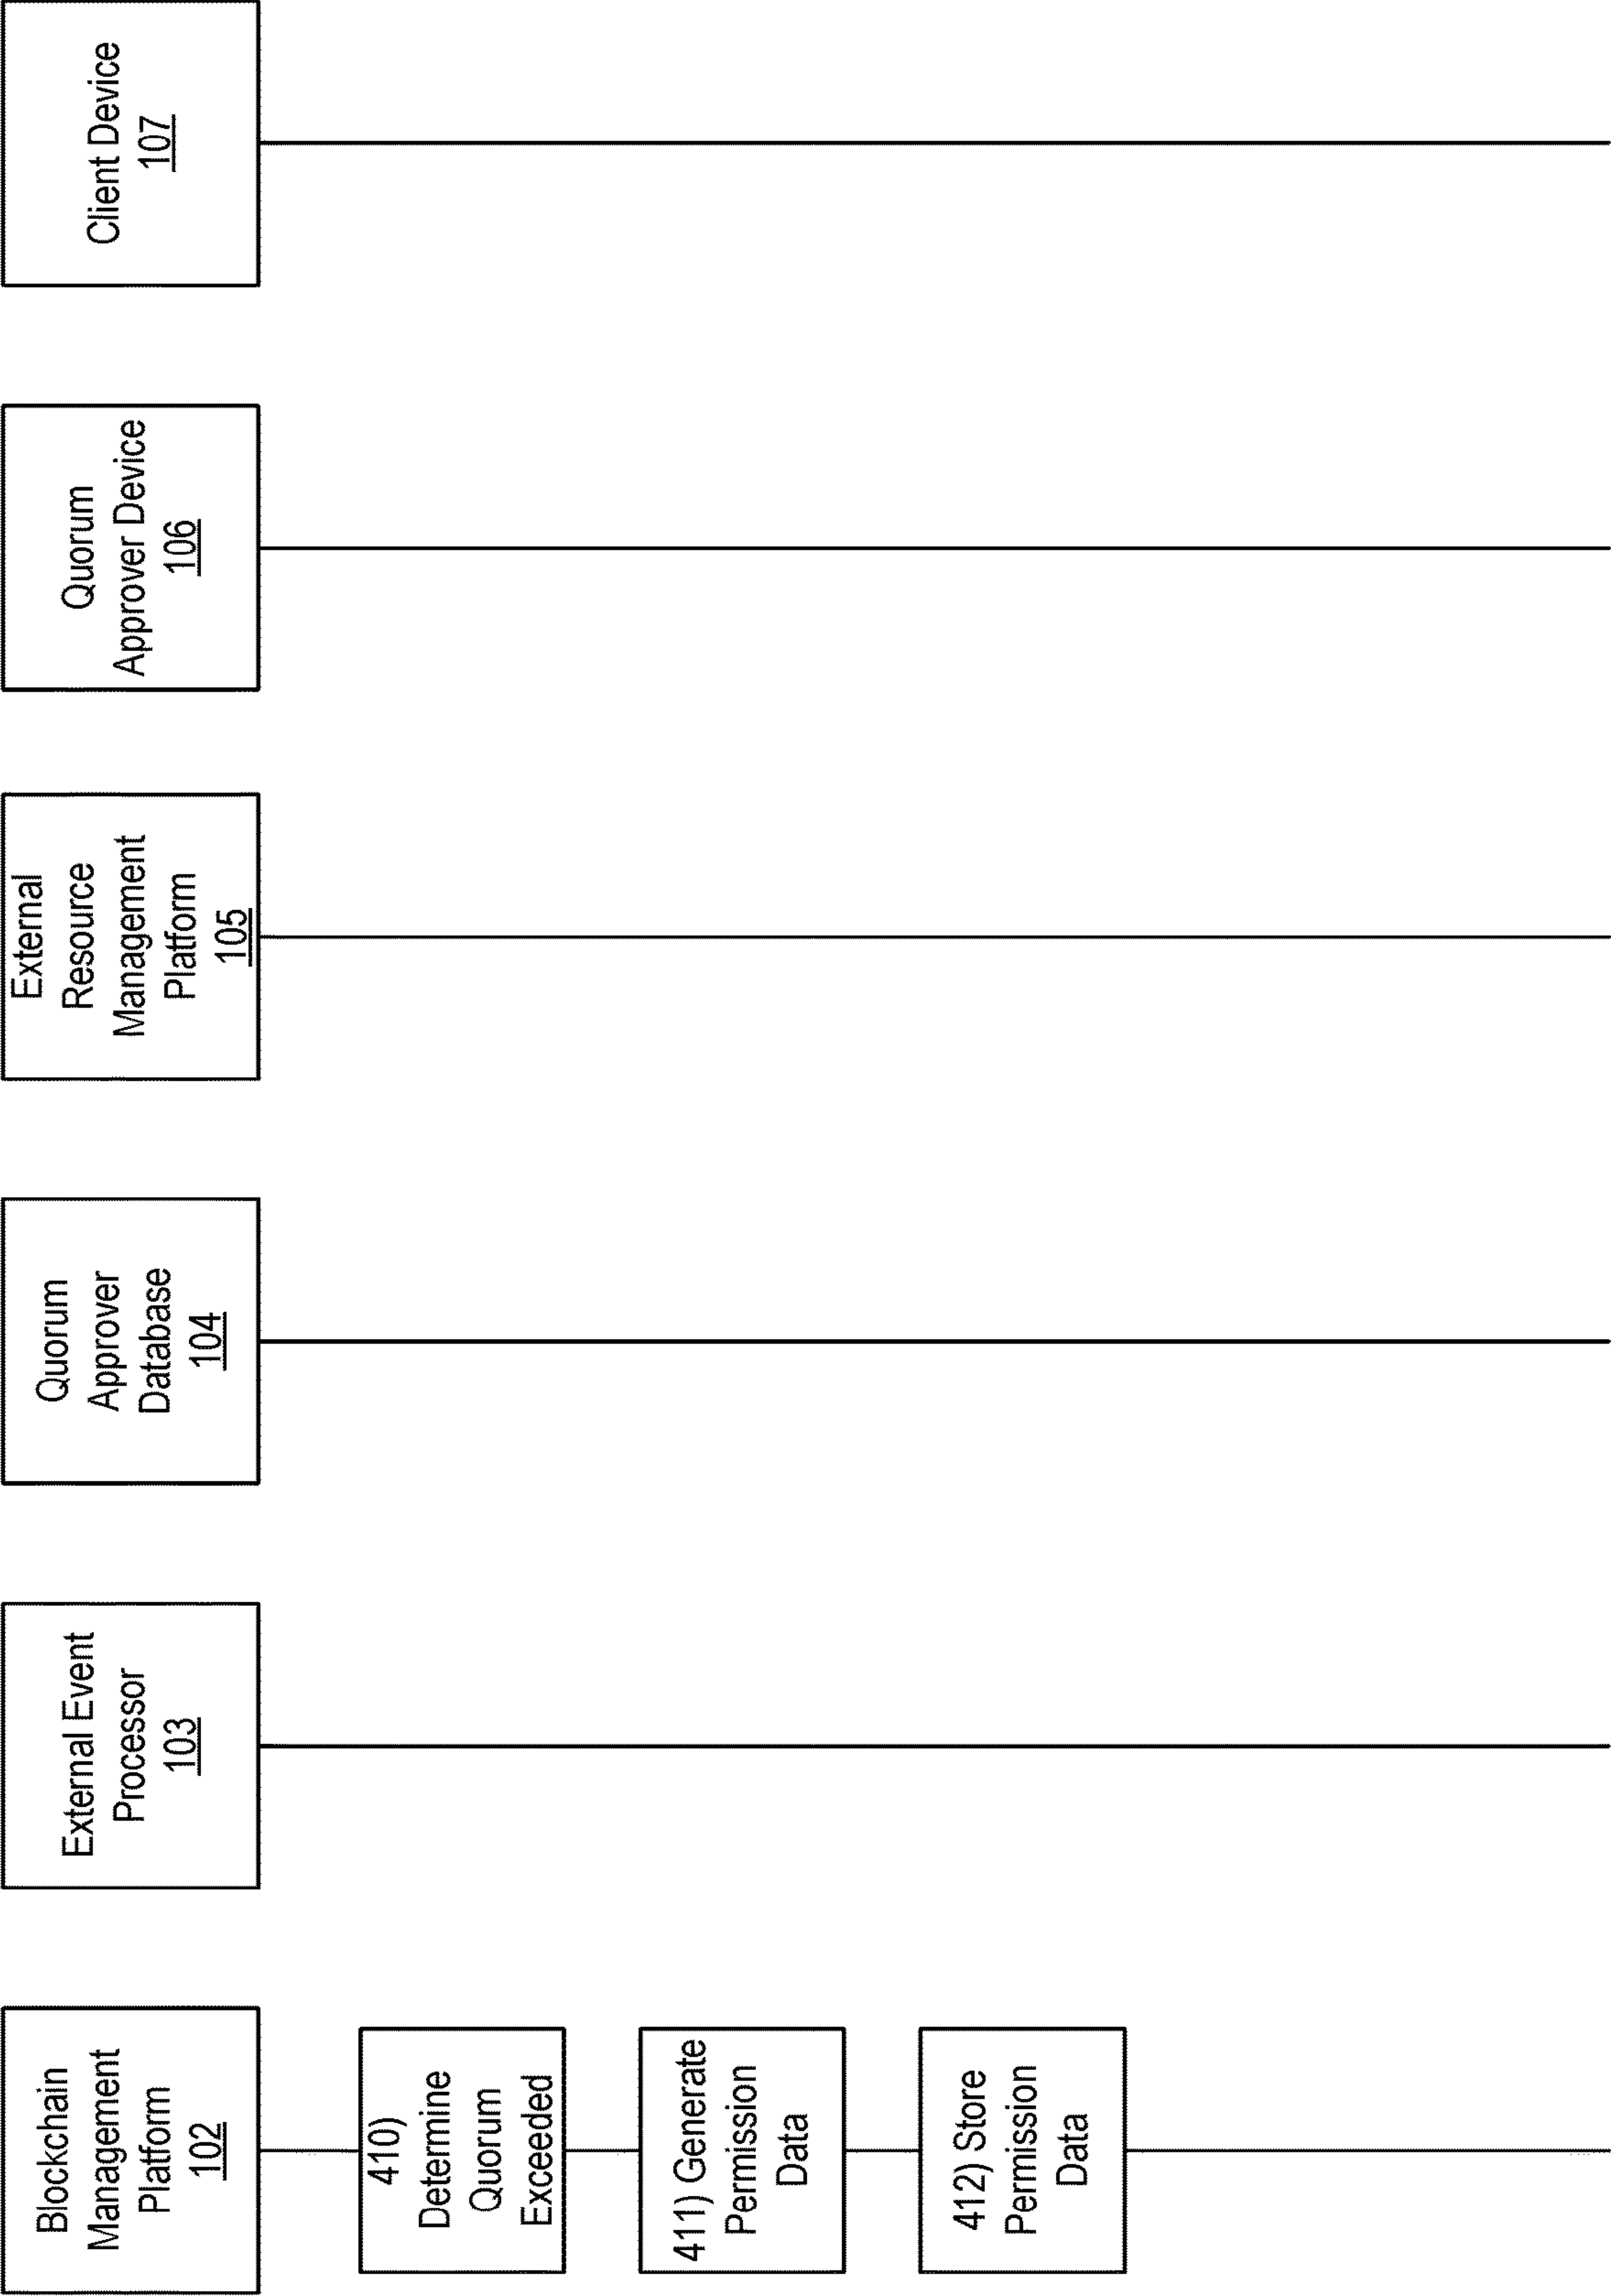 Blockchain
Management
Platform
102
External Event
Processor
103
Quorum
Approver
Database
104
External
Resource
Management
Platform
105
Quorum
Approver Device
106
Client Device
107
410)
Determine
Quorum
Exceeded
411) Generate
Permission
Data
412) Store
Permission
Data